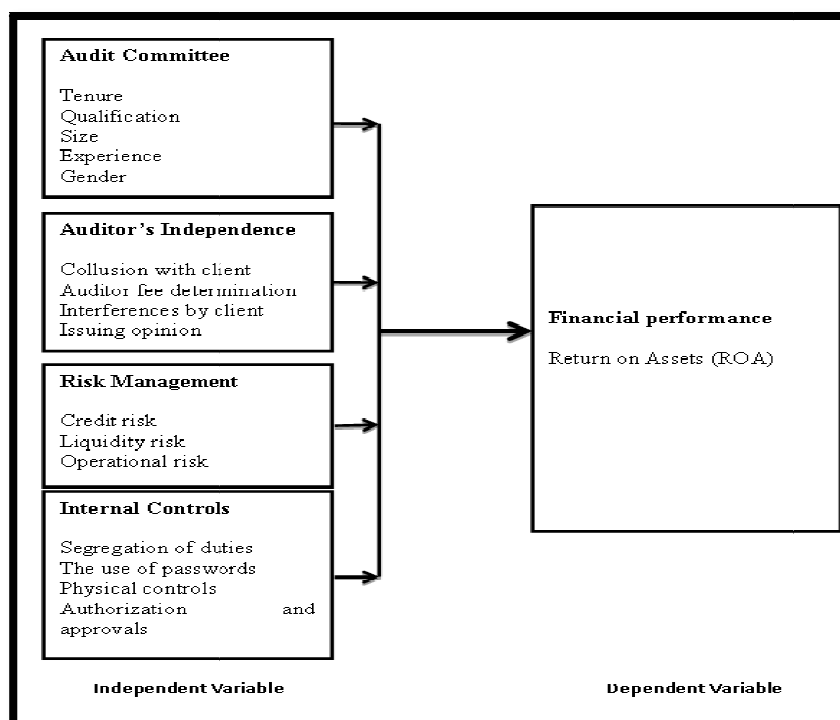 Audit Committee
Tenure
Qualification
Size
Experience
Gender
Auditor's Independence
Collusion with client
Auditor fee determination
Interferences by client
Issuing opinion
Risk Management
Credit risk
Liquidity risk
Operational risk
Internal Controls
Segregation of duties
The use of passwords
Physical controls
Authorization and
approvals
Financial performance
Return on Assets (ROA)
Independent Variable
Dependent Variable